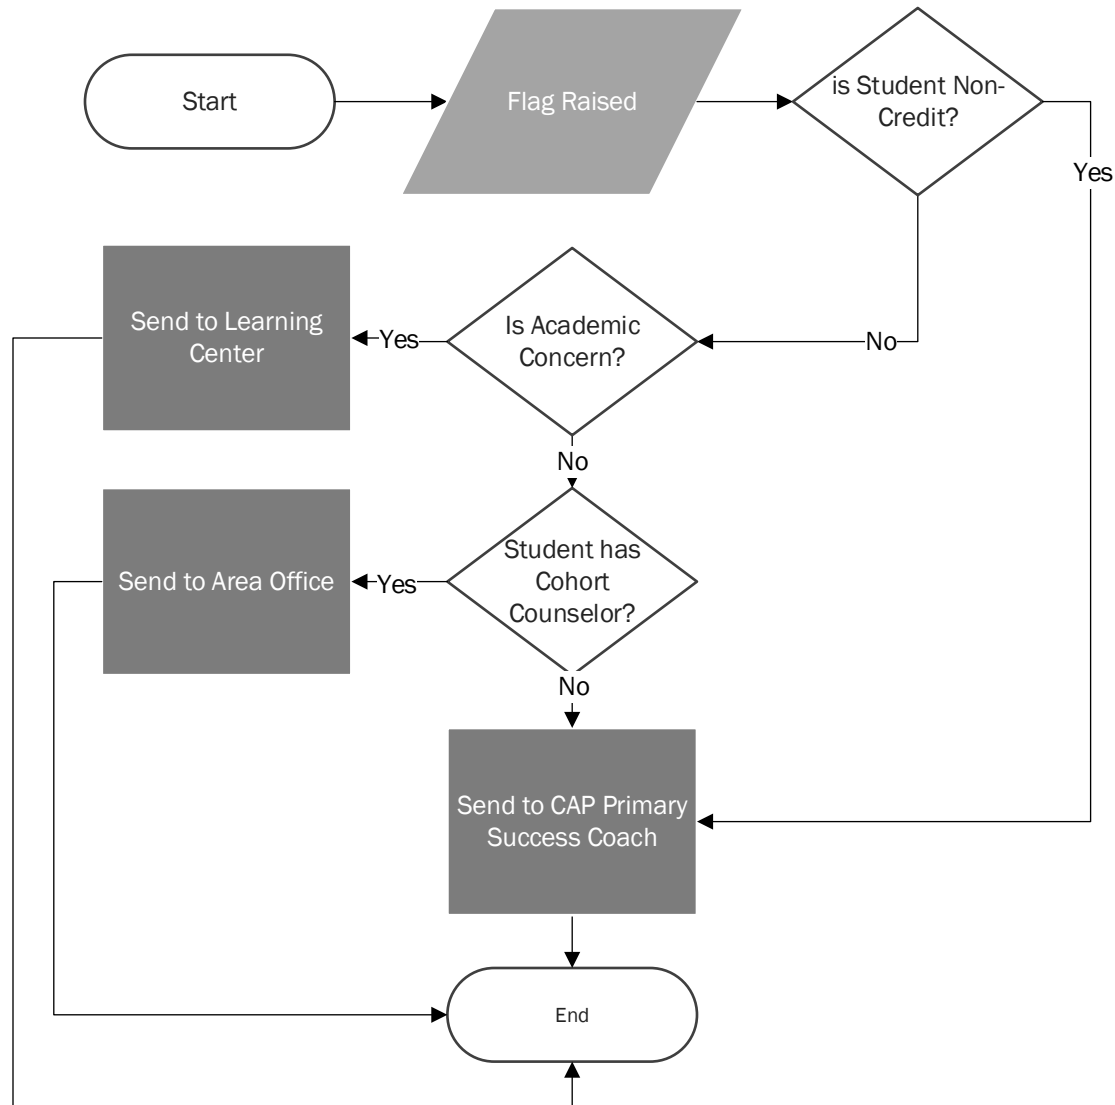 Start
Flag Raised
is Student Non-
Credit?
Yes
Send to Learning
Center
Yes
Is Academic
Concern?
No
No
Send to Area Office
Yes
Student has
Cohort
Counselor?
No
Send to CAP Primary
Success Coach
End